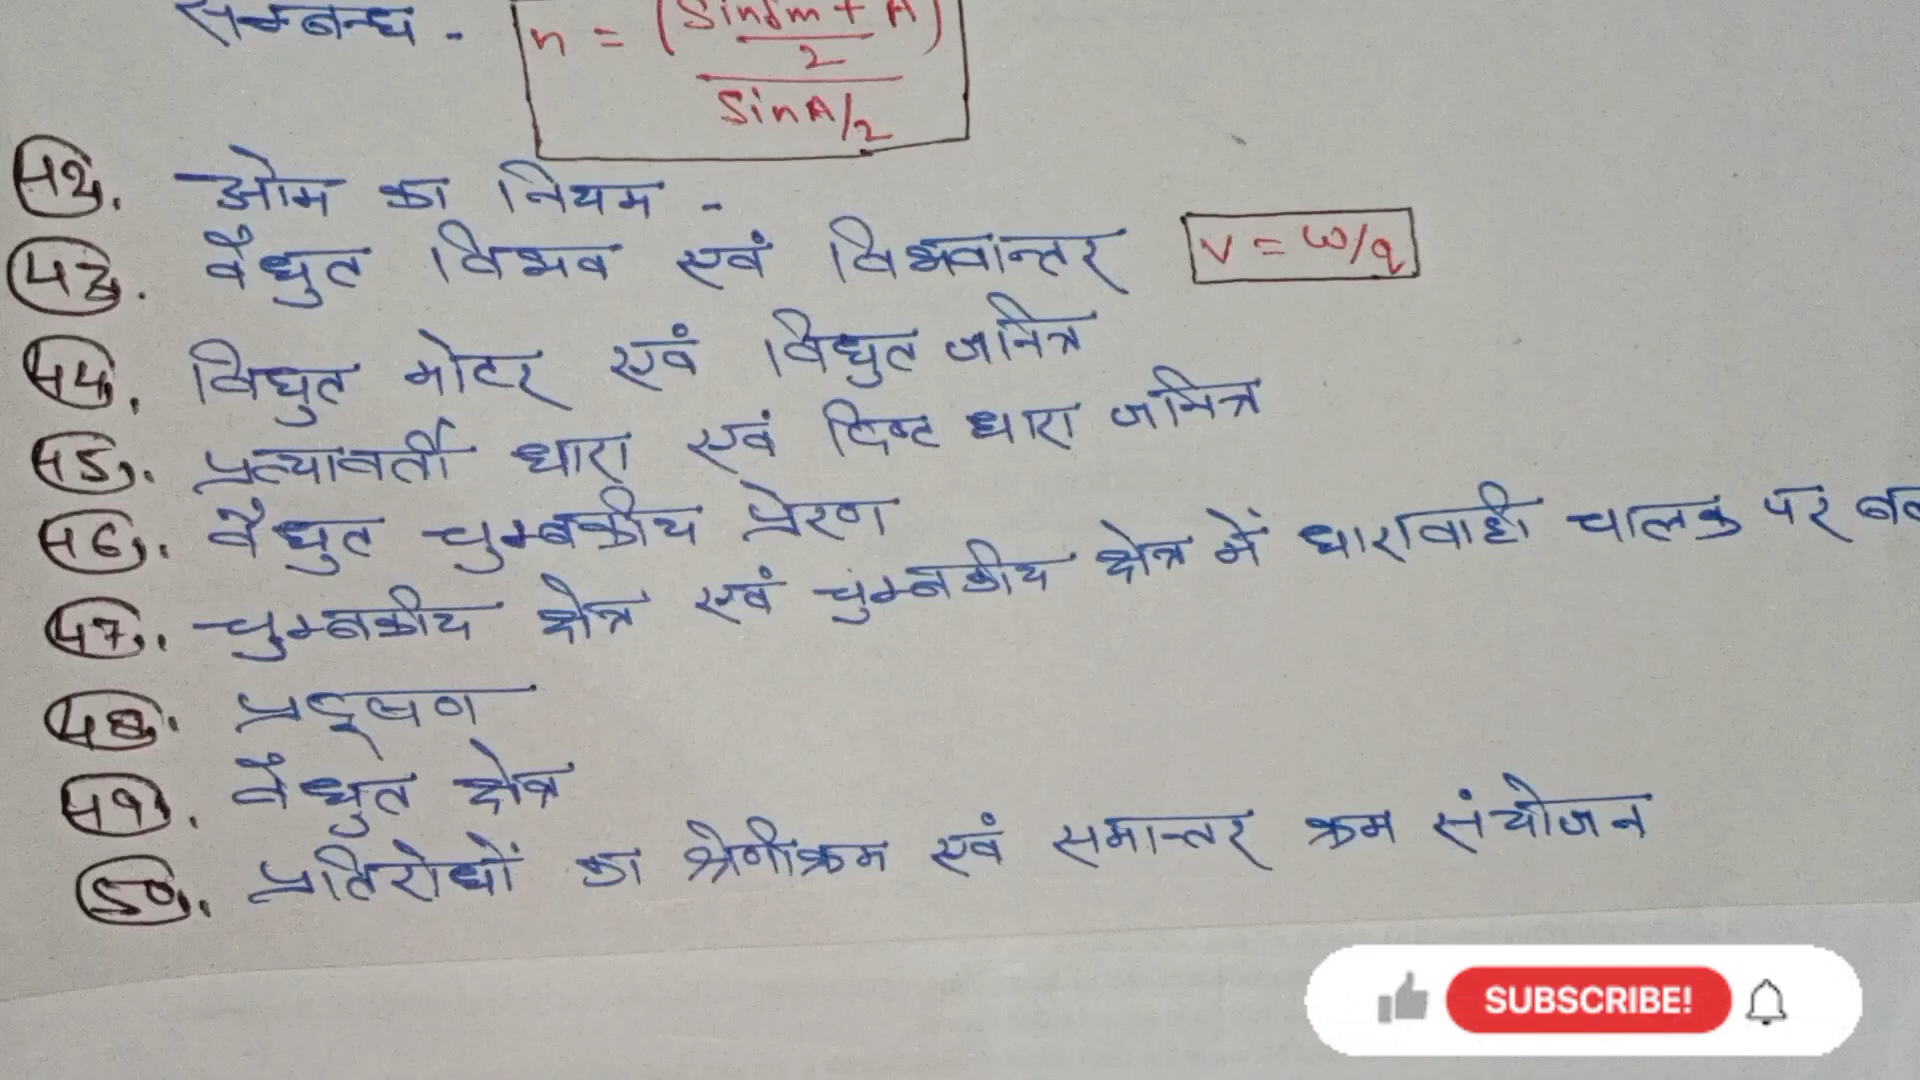 सम्बन्ध - n = (Sin δm + A / 2) / Sin A/2
42. ओम का नियम -
43. वैधुत विभव एवं विभवान्तर V = W/q
44. विधुत मोटर एवं विधुत जनित्र
45. प्रत्यावर्ती धारा एवं दिष्ट धारा जनित्र
46. वैधुत चुम्बकीय प्रेरण
47. चुम्बकीय क्षेत्र एवं चुम्बकीय क्षेत्र में धारावाही चालक पर
48. प्रदूषण
49. वैधुत क्षेत्र
50. प्रतिरोधों का श्रेणीक्रम एवं समान्तर क्रम संयोजन
SUBSCRIBE!